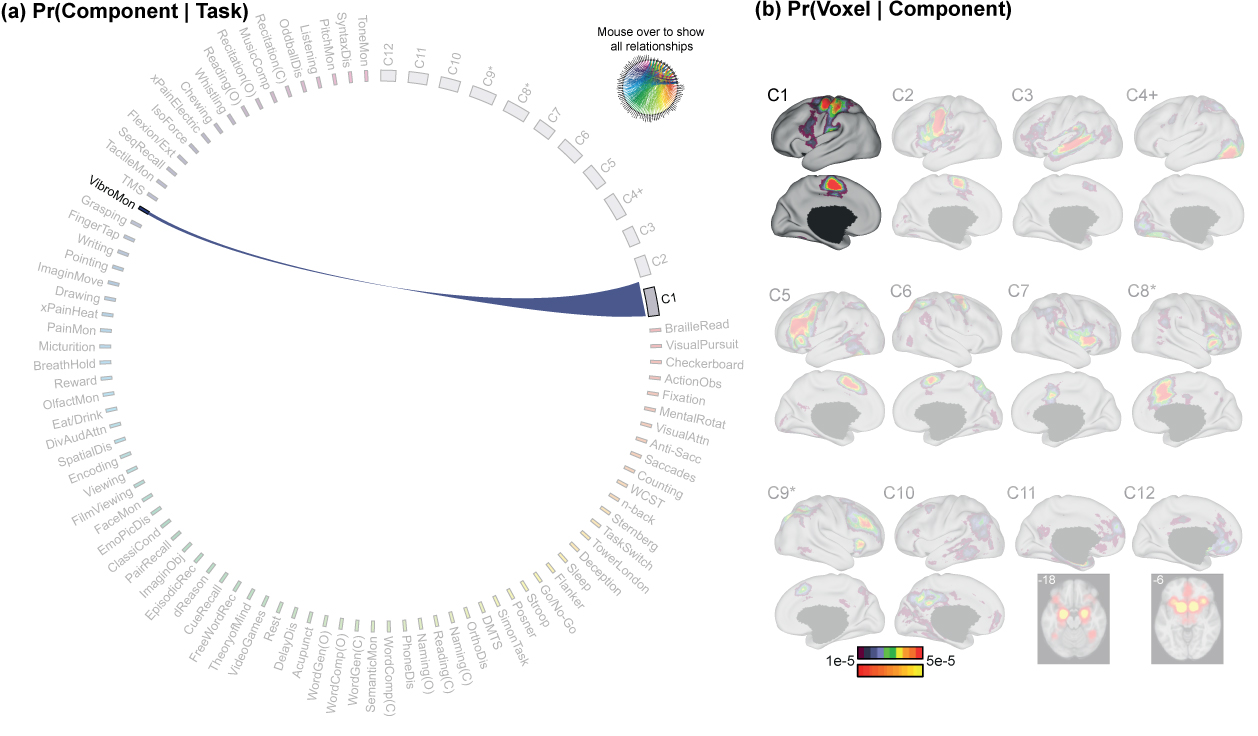 (a) Pr(Component | Task)
(b) Pr(Voxel | Component)
Mouse over to show
all relationships
C12
C11
C10
C9*
C8*
C7
C6
C5
C4+
C3
C2
C1
BrailleRead
VisualPursuit
Checkerboard
ActionObs
Fixation
MentalRotat
VisualAttn
Anti-Sacc
Saccades
Counting
WCST
n-back
Sternberg
TaskSwitch
TowerLondon
Deception
Sleep
Flanker
Go/No-Go
Stroop
Posner
SimonTask
DMTS
OrthoDis
Naming(C)
Reading(C)
Naming(O)
PhoneDis
WordComp(C)
SemanticMon
WordGen(C)
WordComp(O)
WordGen(O)
Acupunct
DelayDis
Rest
VideoGames
TheoryofMind
FreeWordRec
CueRecall
dReason
EpisodicRec
ImaginObj
PairRecall
ClassiCond
EmoPicDis
FaceMon
FilmViewing
Viewing
Encoding
SpatialDis
DivAudAttn
Eat/Drink
OlfactMon
Reward
BreathHold
Micturition
PainMon
xPainHeat
Drawing
ImaginMove
Pointing
Writing
FingerTap
Grasping
VibroMon
TMS
TactileMon
SeqRecall
Flexion/Ext
IsoForce
xPainElectric
Chewing
Whistling
Reading(O)
Recitation(O)
MusicComp
Recitation(C)
OddballDis
Listening
PitchMon
SyntaxDis
ToneMon
C1
C2
C3
C4+
C5
C6
C7
C8*
C9*
C10
C11
C12
-18
-6
1e-5
5e-5